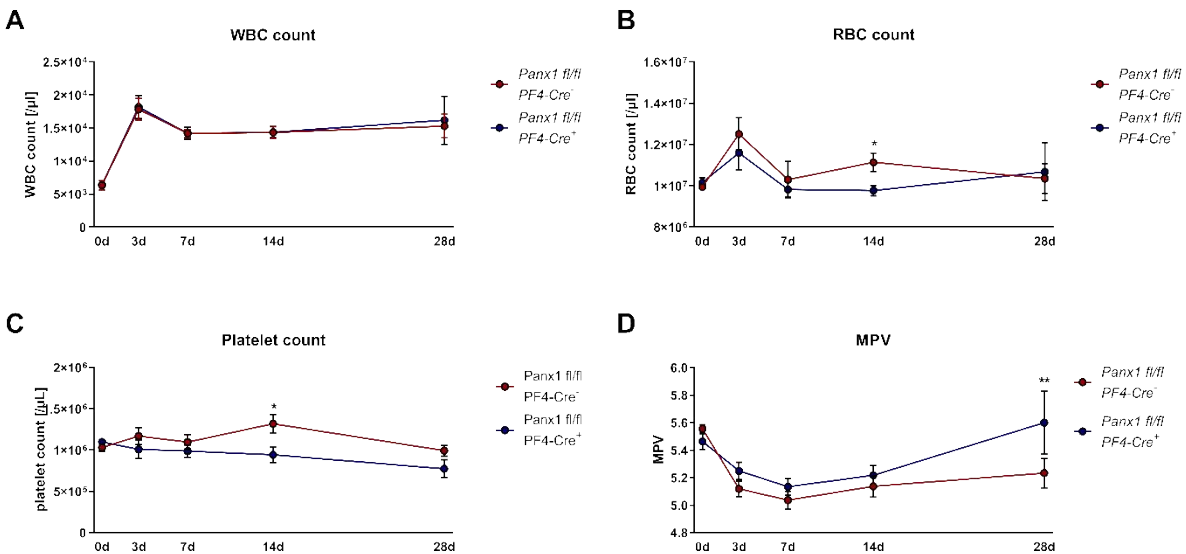 A
WBC count
2.5×10⁴
2×10⁴
1.5×10⁴
1×10⁴
5×10³
0
WBC count [/µl]
0d 3d 7d 14d 28d
Panx1 fl/fl
PF4-Cre⁻
Panx1 fl/fl
PF4-Cre⁺
B
RBC count
1.6×10⁷
1.4×10⁷
1.2×10⁷
1×10⁷
8×10⁶
RBC count [/µl]
*
0d 3d 7d 14d 28d
Panx1 fl/fl
PF4-Cre⁻
Panx1 fl/fl
PF4-Cre⁺
C
Platelet count
2×10⁶
1.5×10⁶
1×10⁶
5×10⁵
0
platelet count [/µL]
*
0d 3d 7d 14d 28d
Panx1 fl/fl
PF4-Cre⁻
Panx1 fl/fl
PF4-Cre⁺
D
MPV
6.0
5.8
5.6
5.4
5.2
5.0
4.8
MPV
**
0d 3d 7d 14d 28d
Panx1 fl/fl
PF4-Cre⁻
Panx1 fl/fl
PF4-Cre⁺